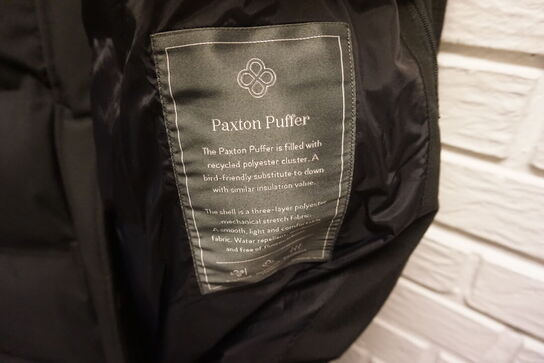 Paxton Puffer
The Paxton Puffer is filled with
recycled polyester cluster. A
bird-friendly substitute to down
with similar insulation value.
The shell is a three-layer polyester
mechanical stretch fabric.
A smooth, light and comfortable
fabric. Water repellent,
and free of